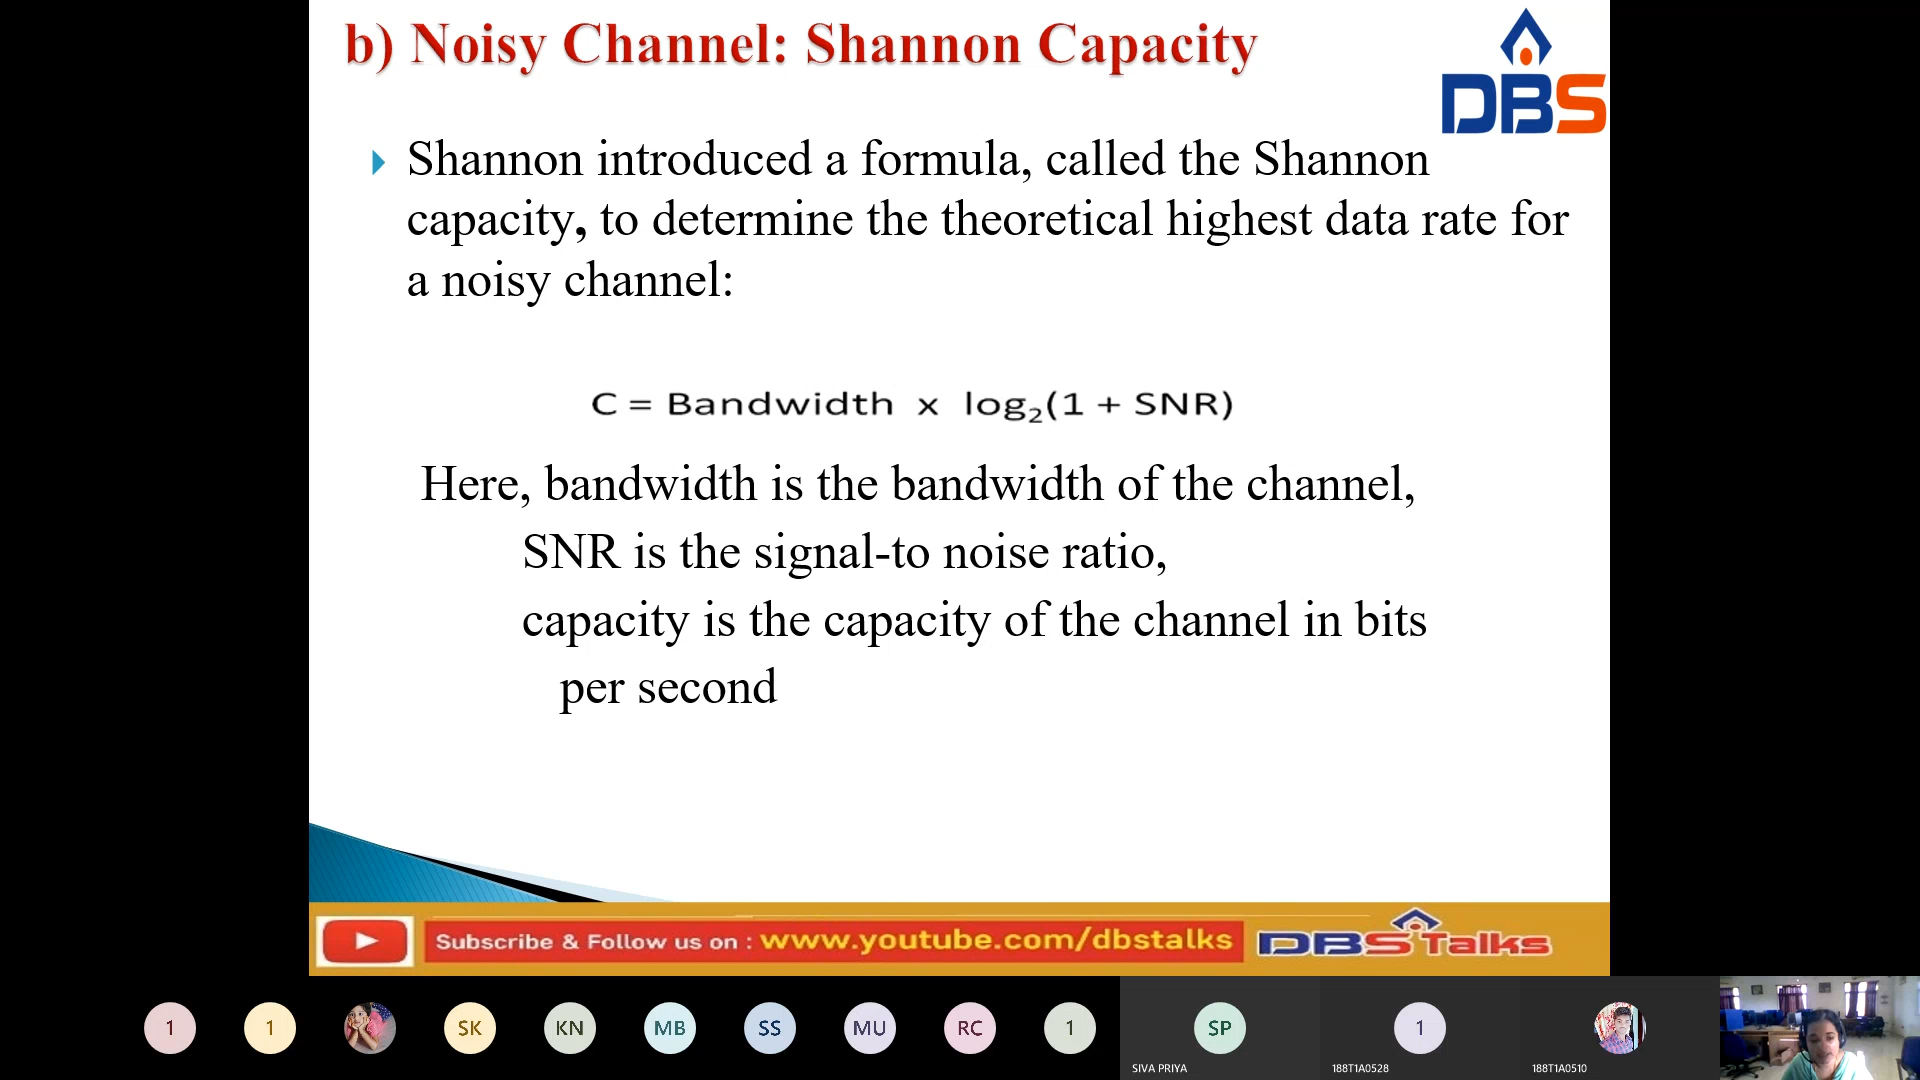 b) Noisy Channel: Shannon Capacity
DBS
Shannon introduced a formula, called the Shannon
capacity, to determine the theoretical highest data rate for
a noisy channel:
C = Bandwidth x log₂(1 + SNR)
Here, bandwidth is the bandwidth of the channel,
SNR is the signal-to noise ratio,
capacity is the capacity of the channel in bits
per second
Subscribe & Follow us on : www.youtube.com/dbstalks DBS Talks
1 1 SK KN MB SS MU RC 1 SP 1
SIVA PRIYA 188T1A0528 188T1A0510